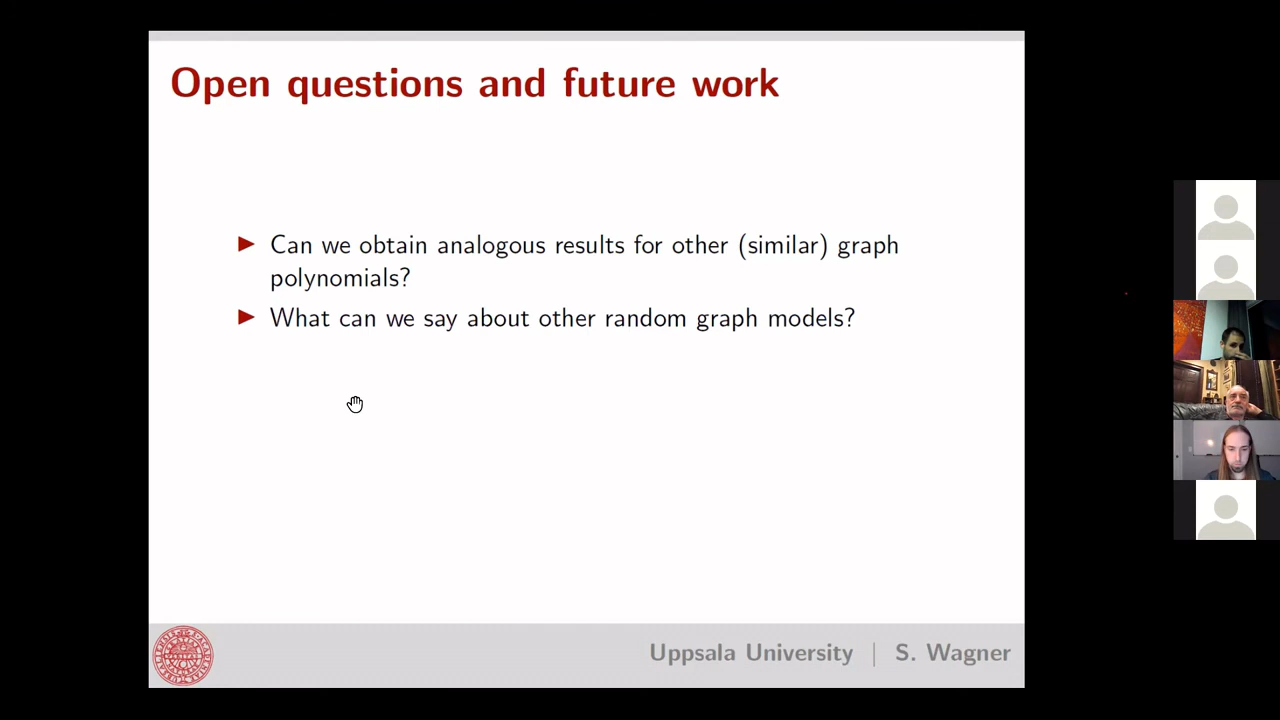 Open questions and future work
Can we obtain analogous results for other (similar) graph
polynomials?
What can we say about other random graph models?
Uppsala University | S. Wagner